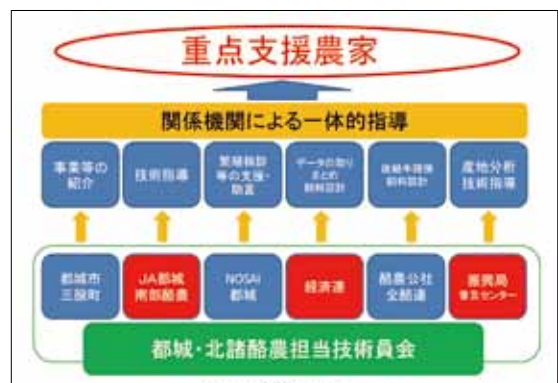 重点支援農家
関係機関による一体的指導
事業等の
紹介
技術指導
繁殖検診
等の支援・
助言
データの取り
まとめ
飼料設計
後継牛確保
飼料設計
産地分析
技術指導
都城市
三股町
JA都城
南部酪農
NOSAI
都城
経済連
酪農公社
全酪連
振興局
普及センター
都城・北諸酪農担当技術員会